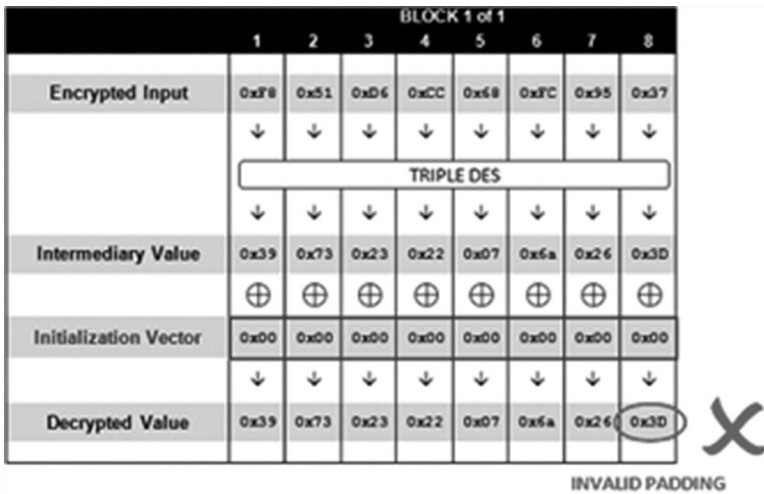 BLOCK 1 of 1
1 2 3 4 5 6 7 8
Encrypted Input 0xF8 0x51 0xD6 0xCC 0x68 0xFC 0x95 0x37
TRIPLE DES
Intermediary Value 0x39 0x73 0x23 0x22 0x07 0x6a 0x26 0x3D
Initialization Vector 0x00 0x00 0x00 0x00 0x00 0x00 0x00 0x00
Decrypted Value 0x39 0x73 0x23 0x22 0x07 0x6a 0x26 0x3D
INVALID PADDING